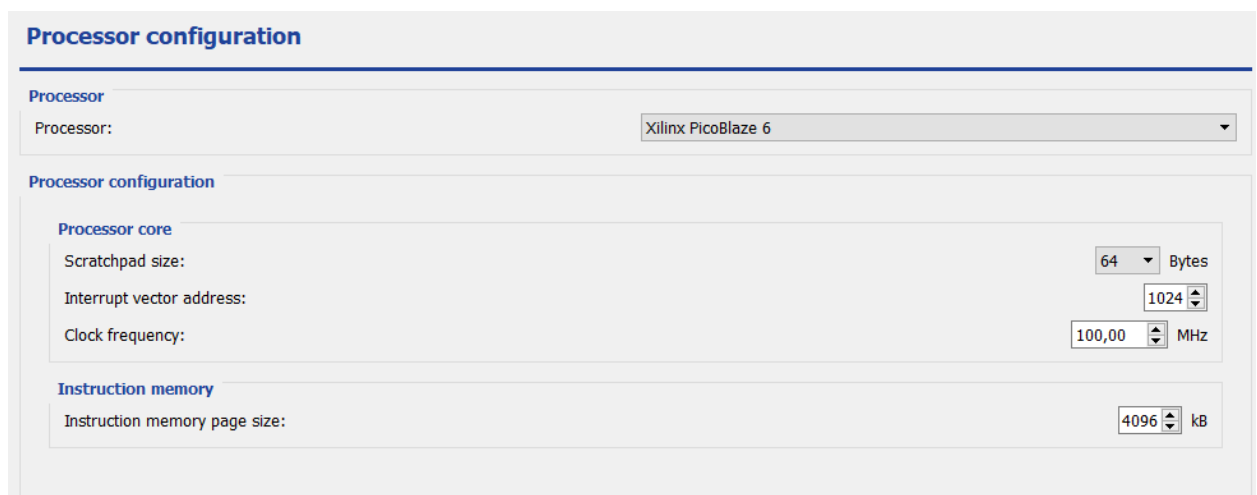 Processor configuration
Processor
Processor: Xilinx PicoBlaze 6
Processor configuration
Processor core
Scratchpad size: 64 Bytes
Interrupt vector address: 1024
Clock frequency: 100,00 MHz
Instruction memory
Instruction memory page size: 4096 kB